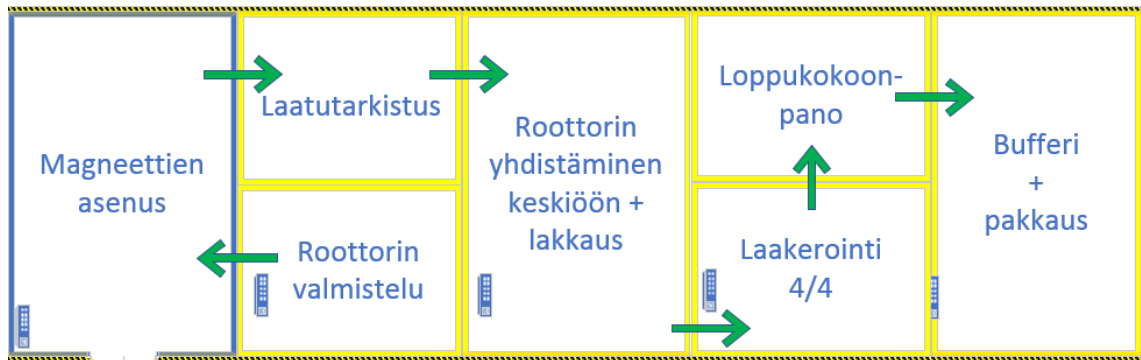 Magneettien
asenus
Laatutarkistus
Roottorin
valmistelu
Roottorin
yhdistäminen
keskiöön +
lakkaus
Loppukokoon-
pano
Laakerointi
4/4
Bufferi
+
pakkaus